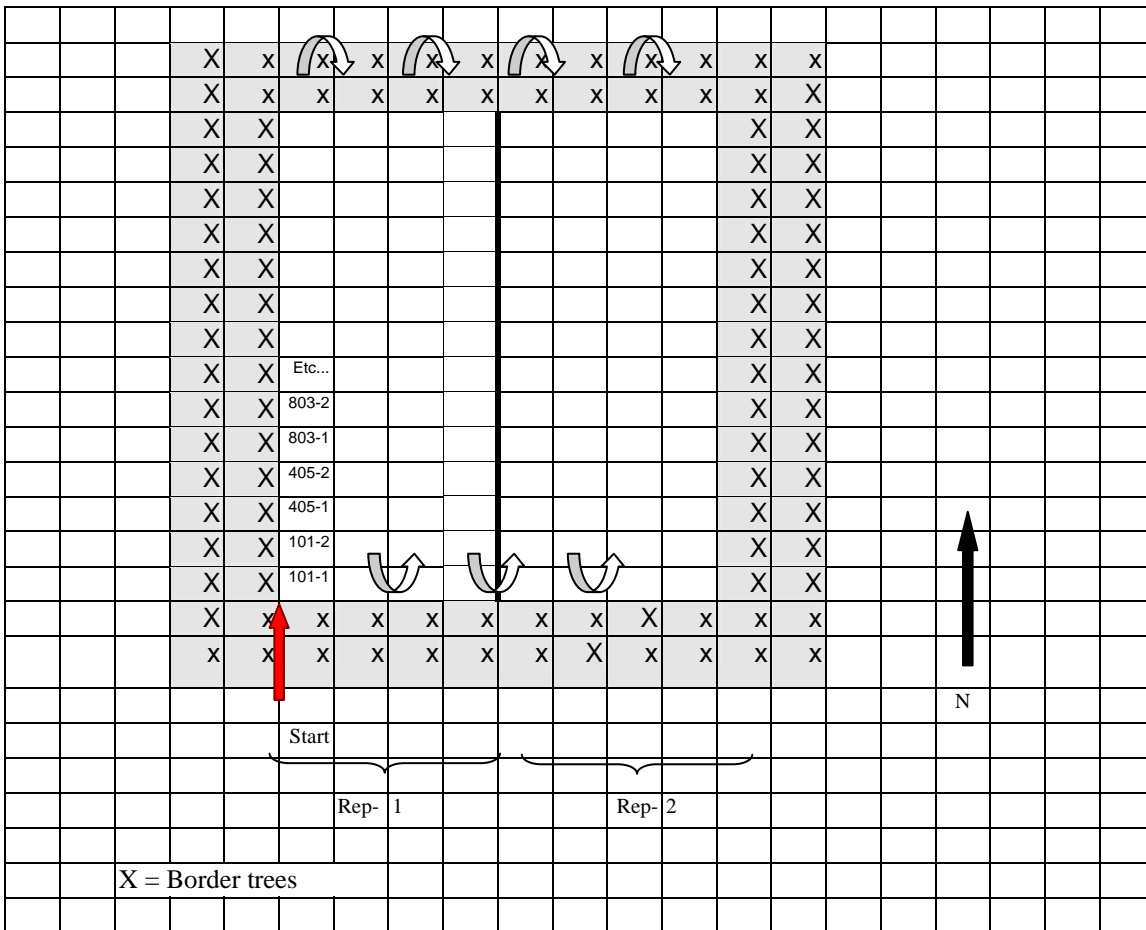 X x x x x x x x x x x x
X x x x x x x x x x x X
X X X X
X X X X
X X X X
X X X X
X X X X
X X X X
X X X X
X X Etc... X X
X X 803-2 X X
X X 803-1 X X
X X 405-2 X X
X X 405-1 X X
X X 101-2 X X
X X 101-1 X X
X x x x x x x x X x x x
x x x x x x x X x x x x
N
Start
Rep- 1 Rep- 2
X = Border trees